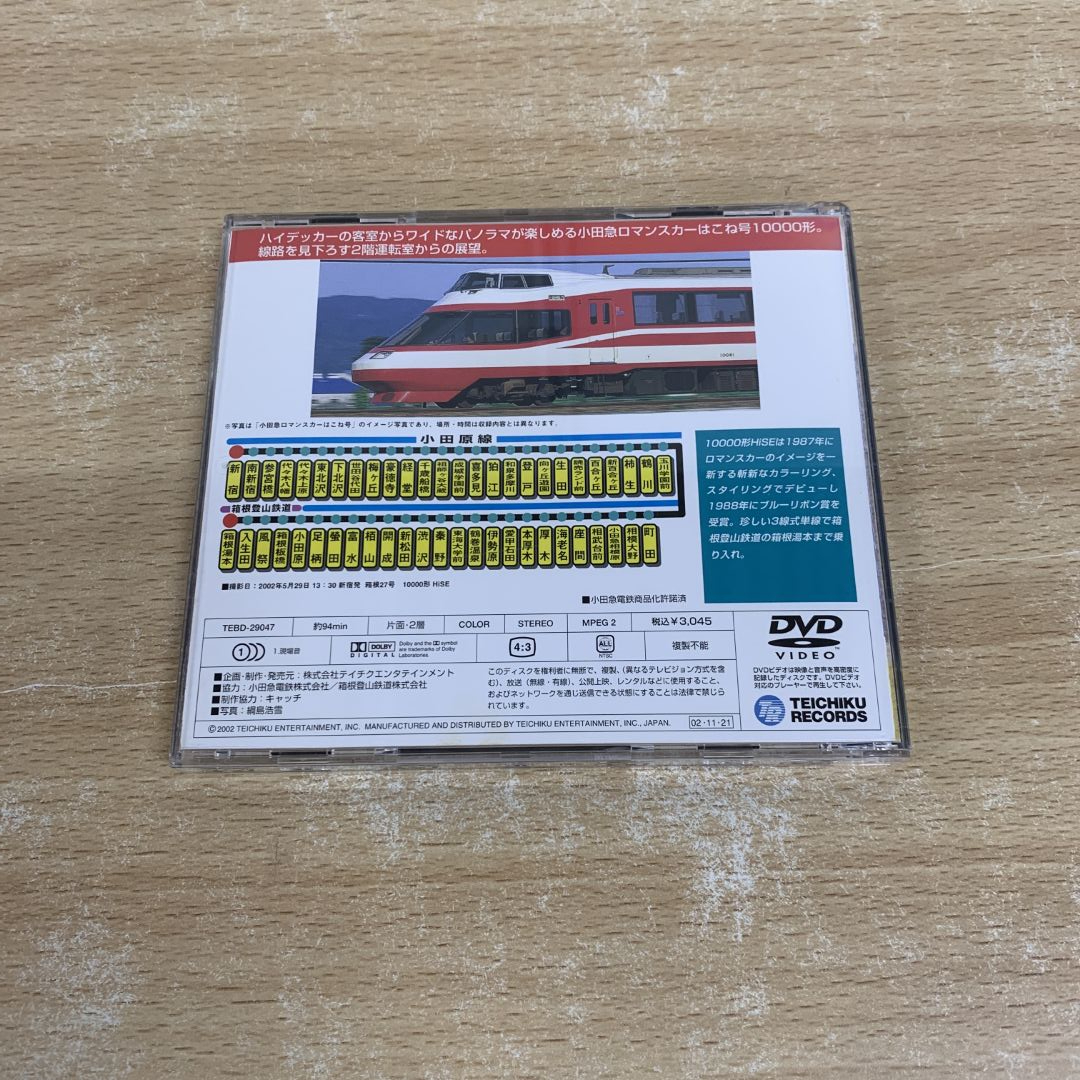 ハイデッカーの客室からワイドなパノラマが楽しめる小田急ロマンスカーはこね号10000形。
線路を見下ろす2階運転室からの展望。
10081
※写真は「小田急ロマンスカーはこね号」のイメージ写真であり、場所・時間は収録内容とは異なります。
小田原線
新宿
南新宿
参宮橋
代々木八幡
代々木上原
東北沢
下北沢
世田谷代田
梅ヶ丘
豪徳寺
経堂
千歳船橋
祖師ヶ谷大蔵
成城学園前
喜多見
狛江
和泉多摩川
登戸
向ヶ丘遊園
生田
読売ランド前
百合ヶ丘
新百合ヶ丘
柿生
鶴川
玉川学園前
箱根登山鉄道
箱根湯本
入生田
風祭
箱根板橋
小田原
足柄
螢田
富水
栢山
開成
新松田
渋沢
秦野
東海大学前
鶴巻温泉
伊勢原
愛甲石田
本厚木
厚木
海老名
座間
相武台前
小田急相模原
相模大野
町田
■撮影日:2002年5月29日 13:30 新宿発 箱根27号 10000形 HiSE
■小田急電鉄商品化許諾済
10000形HiSEは1987年に
ロマンスカーのイメージを一
新する斬新なカラーリング、
スタイリングでデビューし
1988年にブルーリボン賞を
受賞。珍しい3線式単線で箱
根登山鉄道の箱根湯本まで乗
り入れ。
TEBD-29047 約94min 片面・2層 COLOR STEREO MPEG 2 税込¥3,045
1.現場音
DOLBY
DIGITAL
Dolby and the symbol
are trademarks of Dolby
Laboratories.
4:3
ALL
NTSC
複製不能
■企画・制作・発売元:株式会社テイチクエンタテインメント
■協力:小田急電鉄株式会社/箱根登山鉄道株式会社
■制作協力:キャッチ
■写真:綱島浩雪
このディスクを権利者に無断で、複製、(異なるテレビジョン方式を含
む)、放送(無線・有線)、公開上映、レンタルなどに使用すること、
およびネットワークを通じ送信できる状態にすることは法律で禁じら
れています。
©2002 TEICHIKU ENTERTAINMENT, INC. MANUFACTURED AND DISTRIBUTED BY TEICHIKU ENTERTAINMENT, INC., JAPAN.
02・11・21
DVD
VIDEO
DVDビデオは映像と音声を高密度に
記録したディスクです。DVDビデオ
対応のプレーヤーで再生して下さい。
TEICHIKU
RECORDS